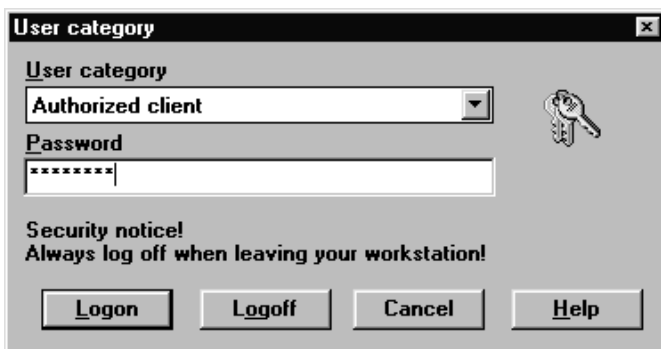 User category
User category
Authorized client
Password
********
Security notice!
Always log off when leaving your workstation!
Logon Logoff Cancel Help